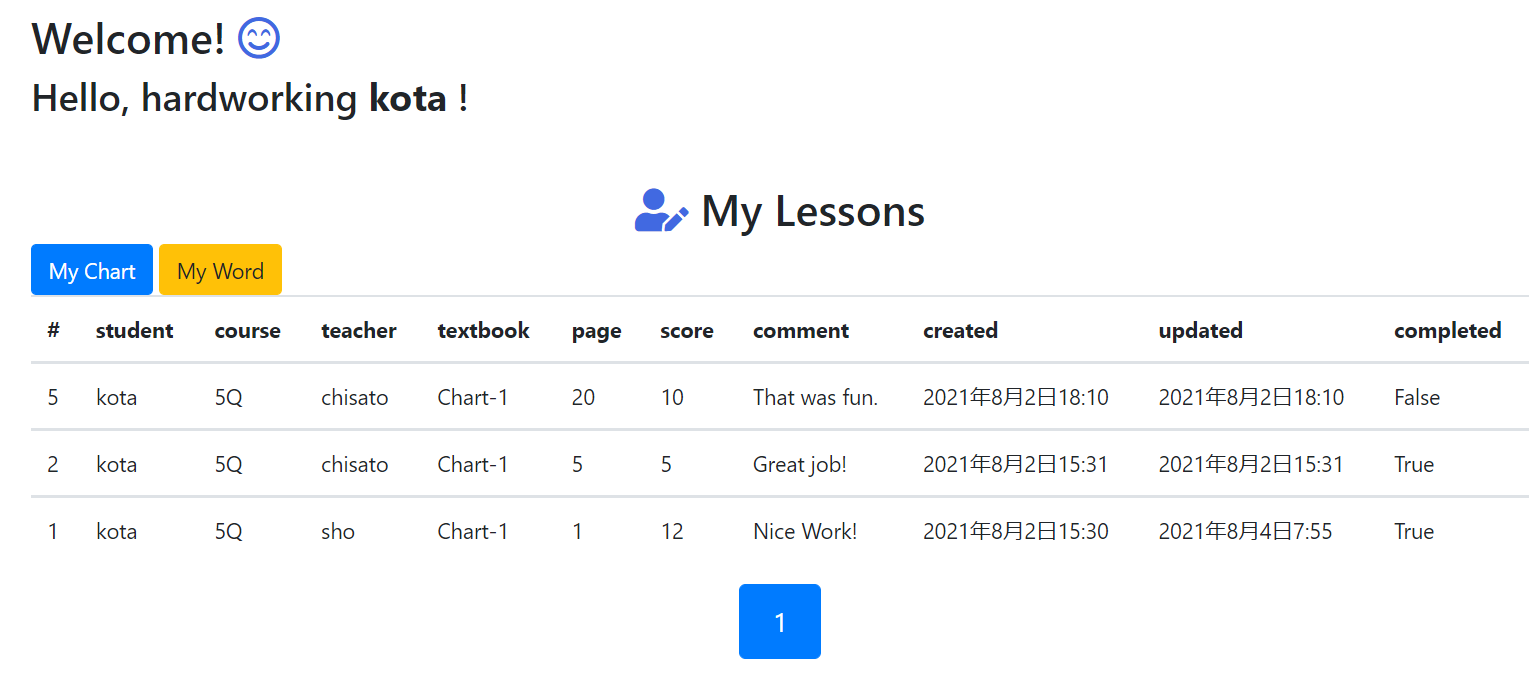 Welcome!
Hello, hardworking kota !
My Lessons
My Chart My Word
# student course teacher textbook page score comment created updated completed
5 kota 5Q chisato Chart-1 20 10 That was fun. 2021年8月2日18:10 2021年8月2日18:10 False
2 kota 5Q chisato Chart-1 5 5 Great job! 2021年8月2日15:31 2021年8月2日15:31 True
1 kota 5Q sho Chart-1 1 12 Nice Work! 2021年8月2日15:30 2021年8月4日7:55 True
1